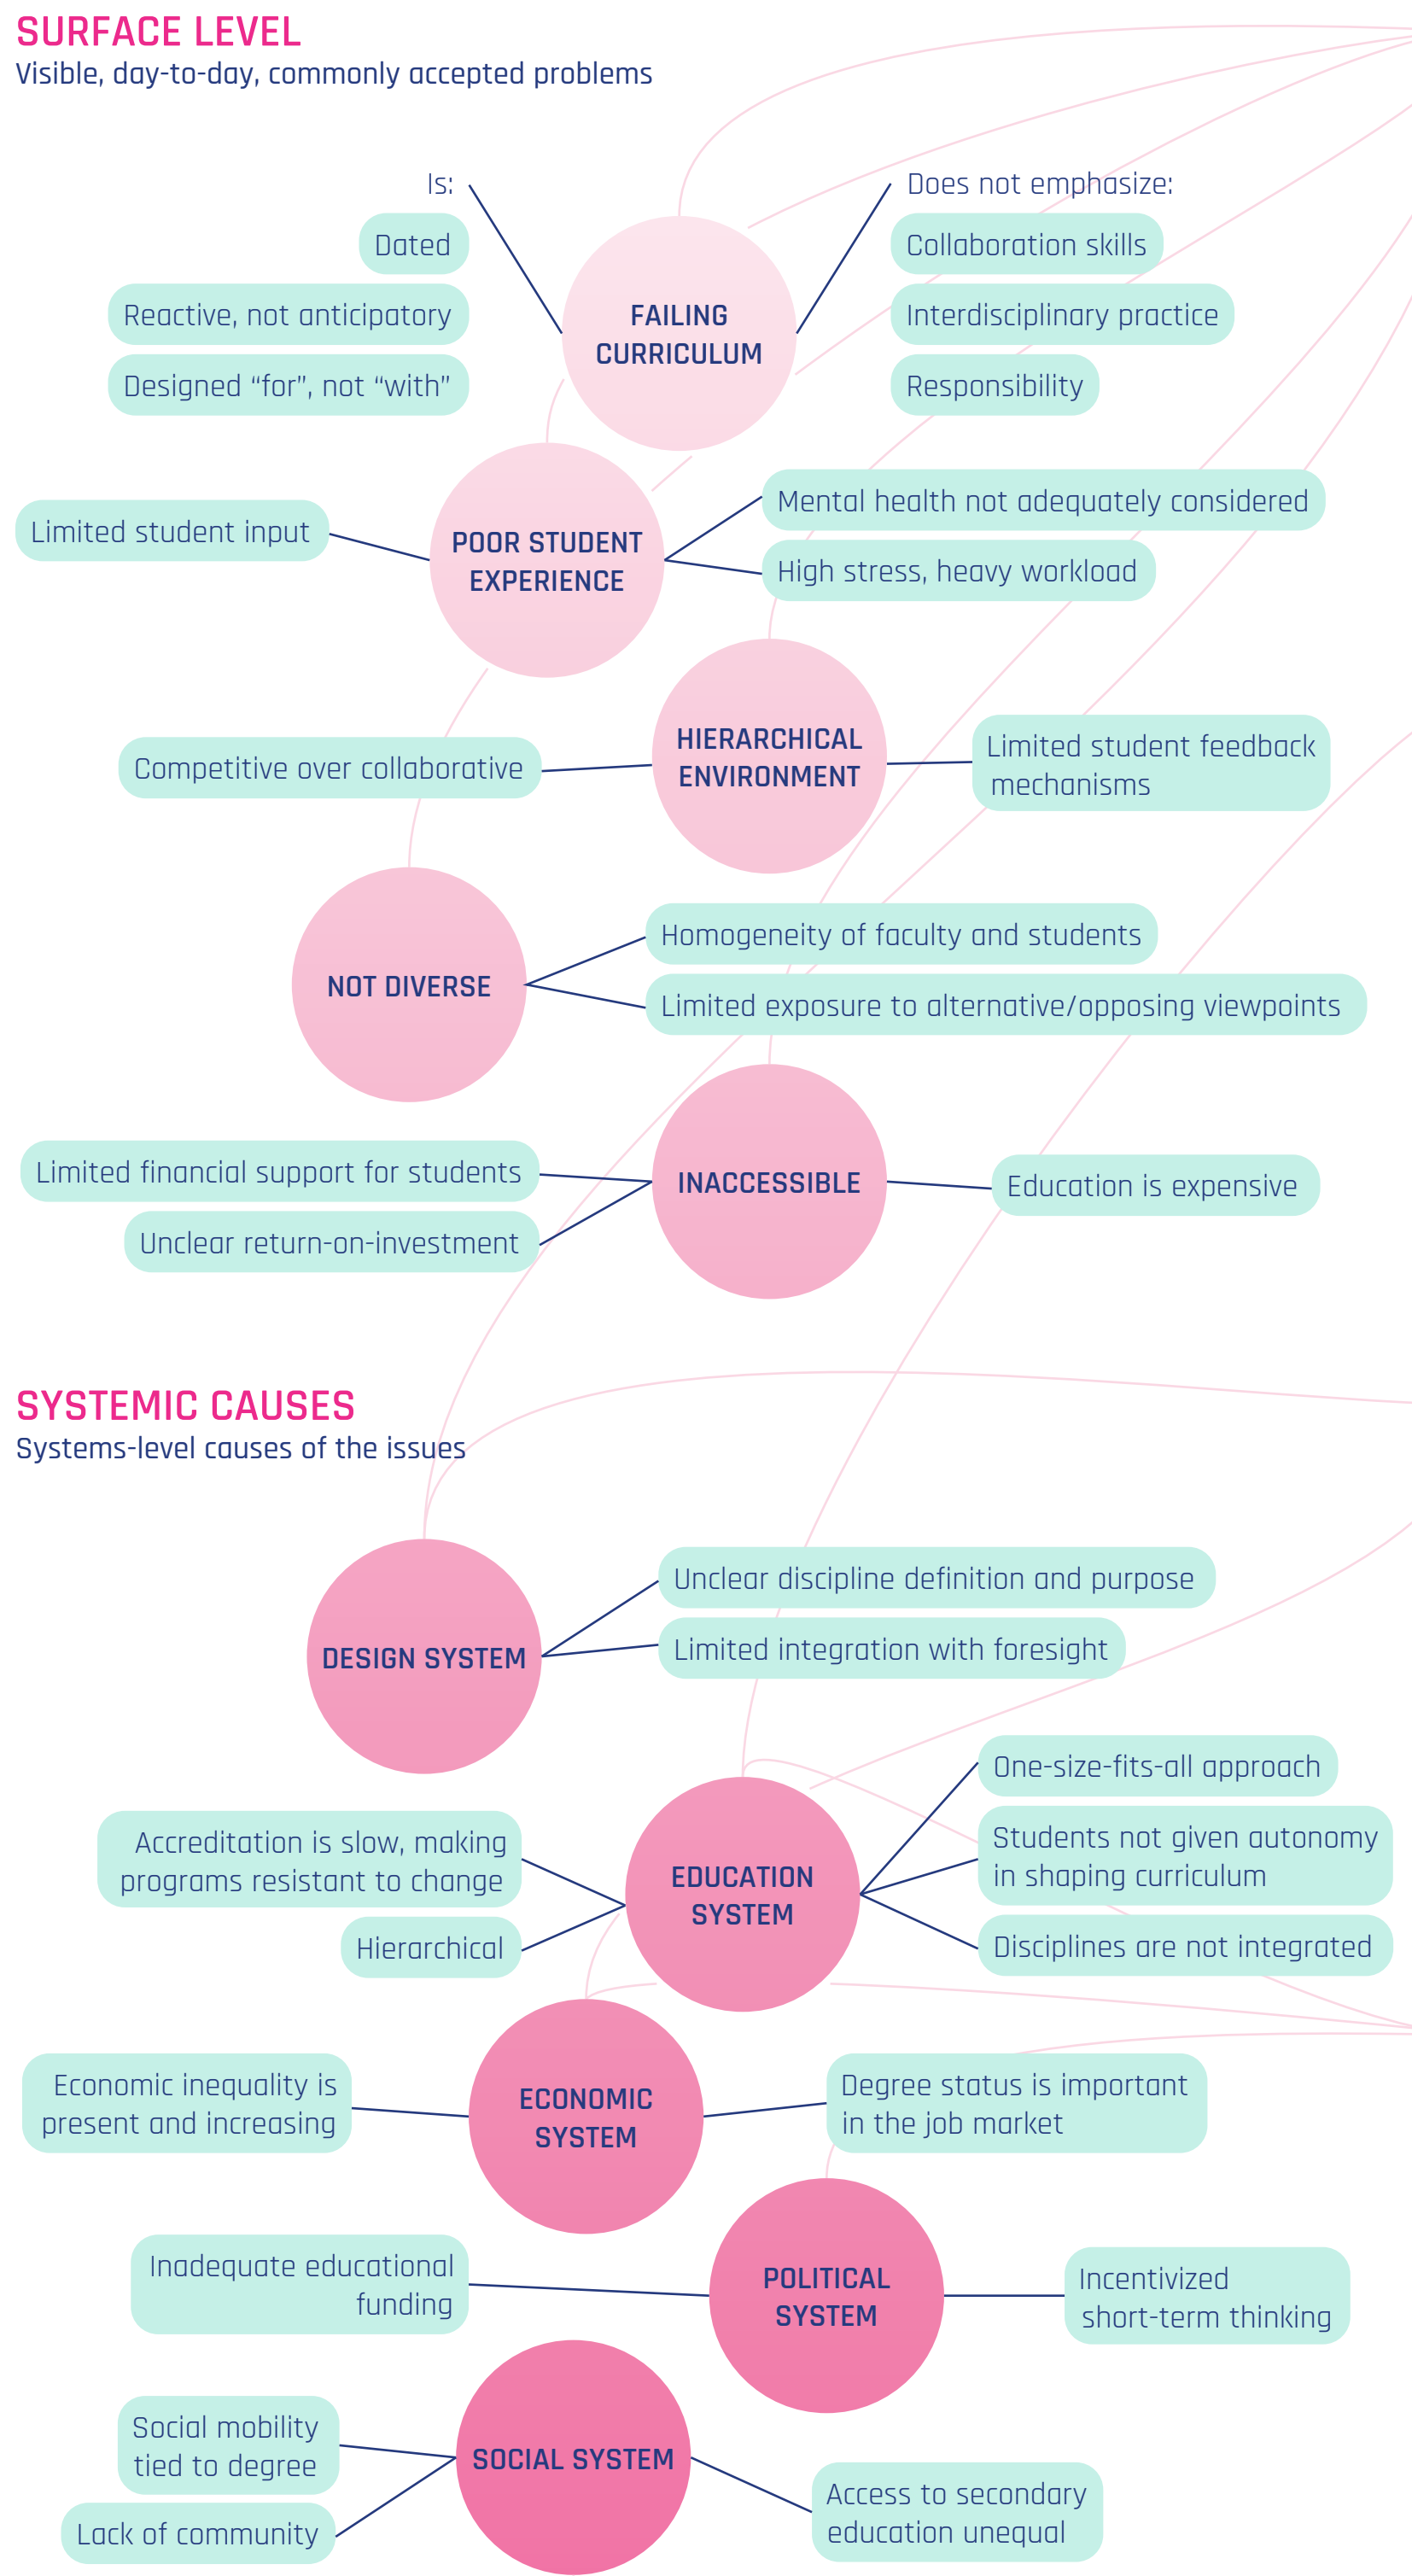 SURFACE LEVEL
Visible, day-to-day, commonly accepted problems
Is:
Dated
Reactive, not anticipatory
Designed “for”, not “with”
FAILING
CURRICULUM
Does not emphasize:
Collaboration skills
Interdisciplinary practice
Responsibility
Limited student input
POOR STUDENT
EXPERIENCE
Mental health not adequately considered
High stress, heavy workload
Competitive over collaborative
HIERARCHICAL
ENVIRONMENT
Limited student feedback
mechanisms
NOT DIVERSE
Homogeneity of faculty and students
Limited exposure to alternative/opposing viewpoints
Limited financial support for students
Unclear return-on-investment
INACCESSIBLE
Education is expensive
SYSTEMIC CAUSES
Systems-level causes of the issues
DESIGN SYSTEM
Unclear discipline definition and purpose
Limited integration with foresight
Accreditation is slow, making
programs resistant to change
Hierarchical
EDUCATION
SYSTEM
One-size-fits-all approach
Students not given autonomy
in shaping curriculum
Disciplines are not integrated
Economic inequality is
present and increasing
ECONOMIC
SYSTEM
Degree status is important
in the job market
Inadequate educational
funding
POLITICAL
SYSTEM
Incentivized
short-term thinking
Social mobility
tied to degree
Lack of community
SOCIAL SYSTEM
Access to secondary
education unequal